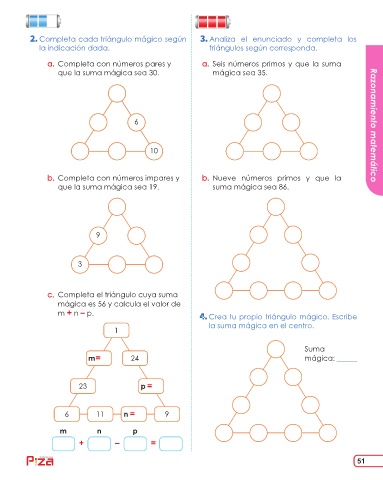 2. Completa cada triángulo mágico según
la indicación dada.
a. Completa con números pares y
que la suma mágica sea 30.
6
10
b. Completa con números impares y
que la suma mágica sea 19.
9
3
c. Completa el triángulo cuya suma
mágica es 56 y calcula el valor de
m + n – p.
1
m= 24
23 p =
6 11 n = 9
m n p
+ – =
3. Analiza el enunciado y completa los
triángulos según corresponda.
a. Seis números primos y que la suma
mágica sea 35.
b. Nueve números primos y que la
suma mágica sea 86.
4. Crea tu propio triángulo mágico. Escribe
la suma mágica en el centro.
Suma
mágica: _____
Razonamiento matemático
Piza
51